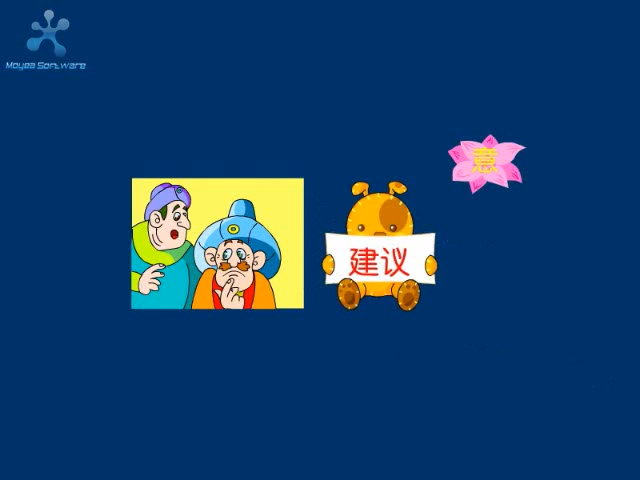 Moyea Software
意
建议